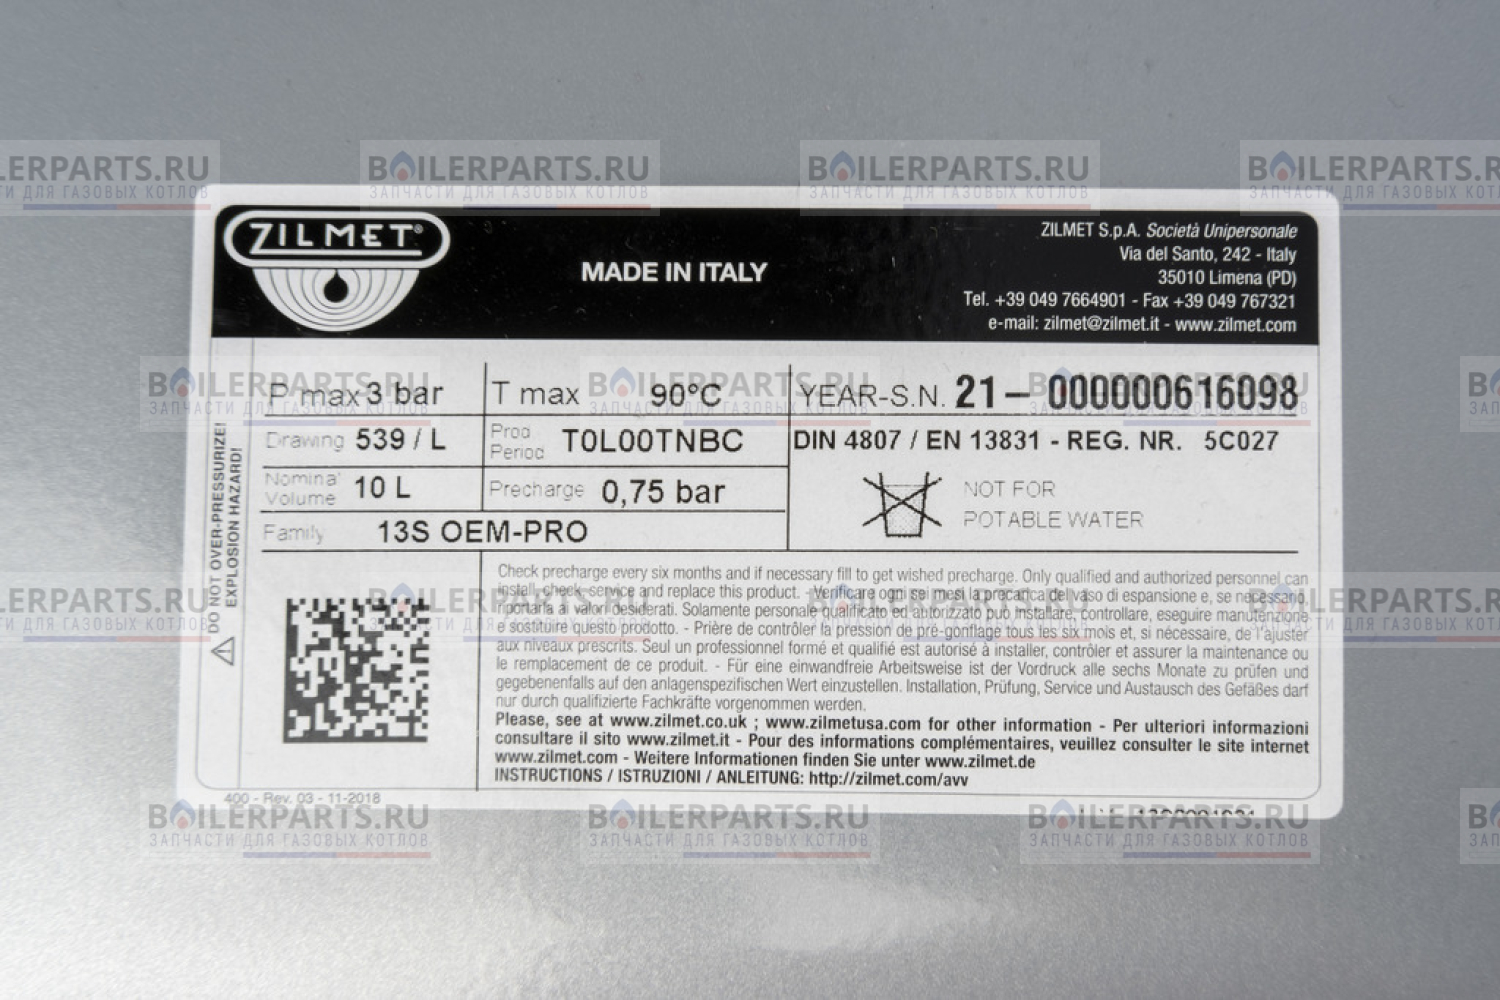 ZILMET®
MADE IN ITALY
ZILMET S.p.A. Società Unipersonale
Via del Santo, 242 - Italy
35010 Limena (PD)
Tel. +39 049 7664901 - Fax +39 049 767321
e-mail: zilmet@zilmet.it - www.zilmet.com
P max 3 bar
T max 90°C
YEAR-S.N. 21- 000000616098
Drawing 539 / L
Prod Period T0L00TNBC
DIN 4807 / EN 13831 - REG. NR. 5C027
Nominal Volume 10 L
Precharge 0,75 bar
NOT FOR
POTABLE WATER
Family 13S OEM-PRO
DO NOT OVER-PRESSURIZE!
EXPLOSION HAZARD!
Check precharge every six months and if necessary fill to get wished precharge. Only qualified and authorized personnel can
install, check, service and replace this product. - Verificare ogni sei mesi la precarica del vaso di espansione e, se necessario,
riportarla ai valori desiderati. Solamente personale qualificato ed autorizzato può installare, controllare, eseguire manutenzione
e sostituire questo prodotto. - Prière de contrôler la pression de pré-gonflage tous les six mois et, si nécessaire, de l'ajuster
aux niveaux prescrits. Seul un professionnel formé et qualifié est autorisé à installer, contrôler et assurer la maintenance ou
le remplacement de ce produit. - Für eine einwandfreie Arbeitsweise ist der Vordruck alle sechs Monate zu prüfen und
gegebenenfalls auf den anlagenspezifischen Wert einzustellen. Installation, Prüfung, Service und Austausch des Gefäßes darf
nur durch qualifizierte Fachkräfte vorgenommen werden.
Please, see at www.zilmet.co.uk ; www.zilmetusa.com for other information - Per ulteriori informazioni
consultare il sito www.zilmet.it - Pour des informations complémentaires, veuillez consulter le site internet
www.zilmet.com - Weitere Informationen finden Sie unter www.zilmet.de
INSTRUCTIONS / ISTRUZIONI / ANLEITUNG: http://zilmet.com/avv
400 - Rev. 03 - 11-2018
BOILERPARTS.RU
ЗАПЧАСТИ ДЛЯ ГАЗОВЫХ КОТЛОВ